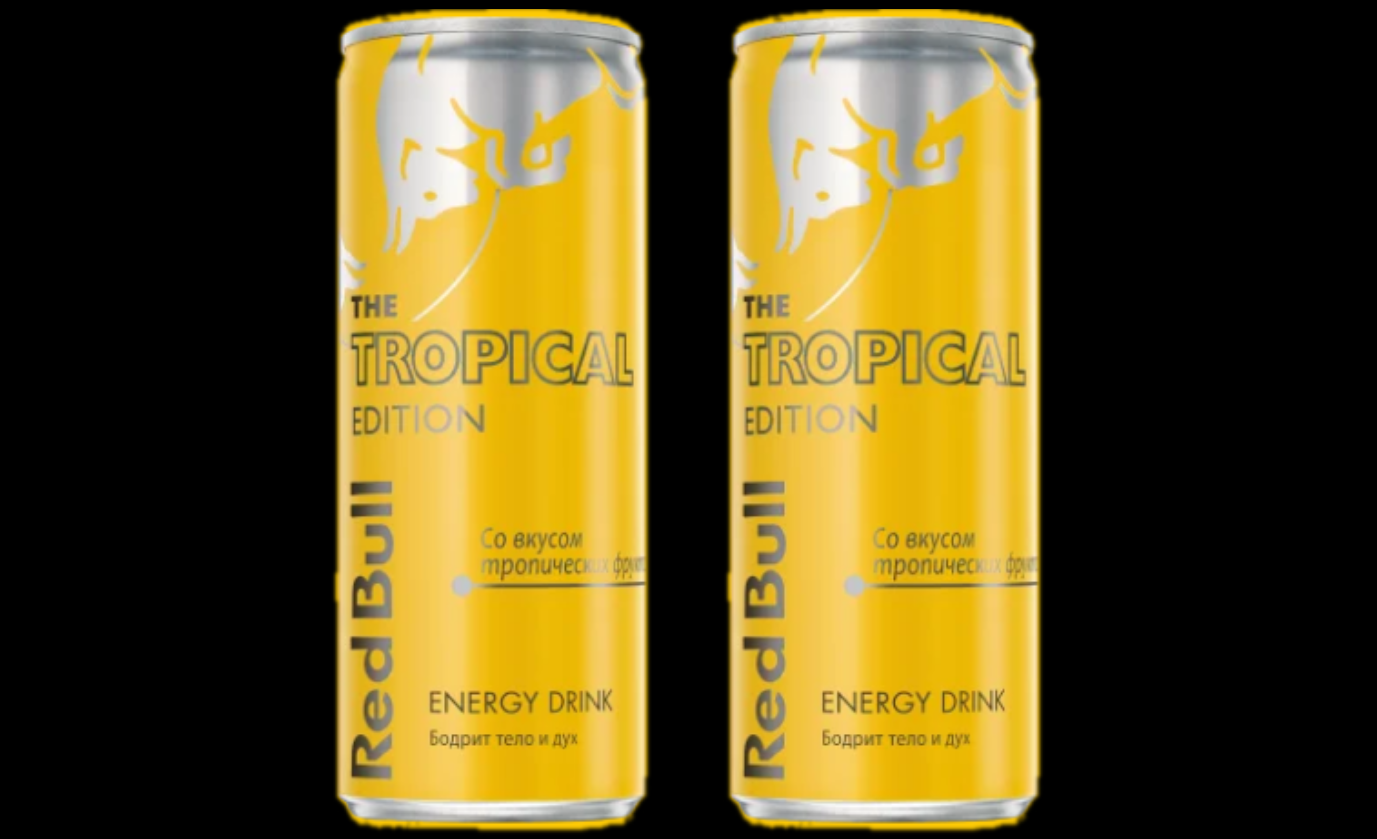 THE
TROPICAL
EDITION
Red Bull
Со вкусом
тропических
ENERGY DRINK
Бодрит тело и дух
THE
TROPICAL
EDITION
Red Bull
Со вкусом
тропических
ENERGY DRINK
Бодрит тело и дух